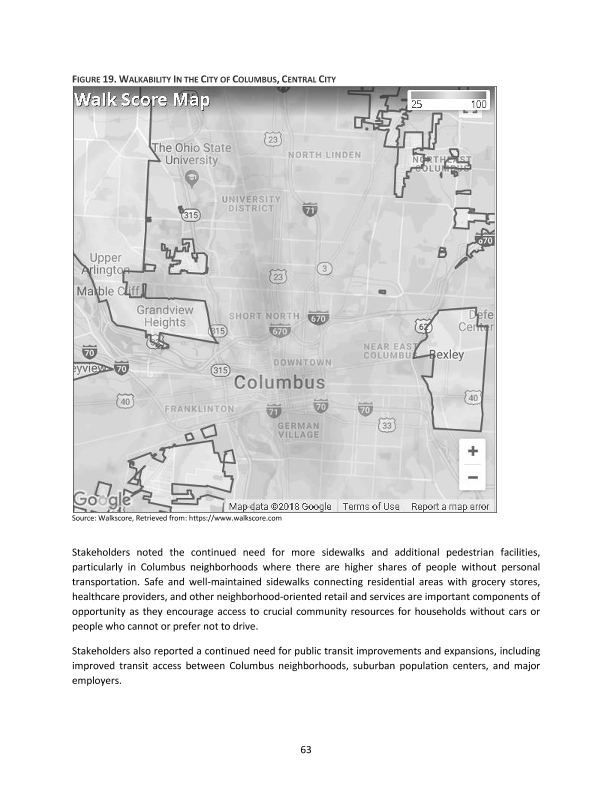 FIGURE 19. WALKABILITY IN THE CITY OF COLUMBUS, CENTRAL CITY
Walk Score Map
25 100
23
The Ohio State
University
NORTH LINDEN
NORTHEAST
COLUMBUS
UNIVERSITY
DISTRICT
315
71
670
Upper
Arlington
23
3
Marble Cliff
Grandview
Heights
SHORT NORTH
670
315
670
62
Defe
Center
70
NEAR EAST
COLUMBUS
Bexley
eyview
70
315
DOWNTOWN
Columbus
40
40
FRANKLINTON
71
70
70
GERMAN
VILLAGE
33
+
−
Google
Map data ©2018 Google
Terms of Use
Report a map error
Source: Walkscore, Retrieved from: https://www.walkscore.com
Stakeholders noted the continued need for more sidewalks and additional pedestrian facilities,
particularly in Columbus neighborhoods where there are higher shares of people without personal
transportation. Safe and well-maintained sidewalks connecting residential areas with grocery stores,
healthcare providers, and other neighborhood-oriented retail and services are important components of
opportunity as they encourage access to crucial community resources for households without cars or
people who cannot or prefer not to drive.
Stakeholders also reported a continued need for public transit improvements and expansions, including
improved transit access between Columbus neighborhoods, suburban population centers, and major
employers.
63